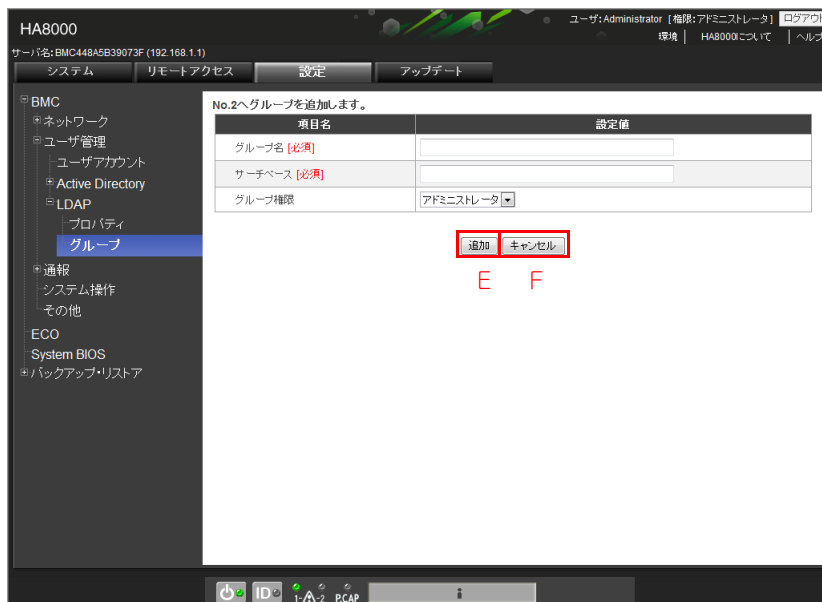 HA8000
ユーザ:Administrator [権限:アドミニストレータ] ログアウト
環境 | HA8000について | ヘルプ
サーバ名:BMC448A5B39073F (192.168.1.1)
システム リモートアクセス 設定 アップデート
BMC
ネットワーク
ユーザ管理
ユーザアカウント
Active Directory
LDAP
プロパティ
グループ
通報
システム操作
その他
ECO
System BIOS
バックアップ・リストア
No.2へグループを追加します。
項目名 設定値
グループ名 [必須]
サーチベース [必須]
グループ権限 アドミニストレータ
追加 キャンセル
E F
ID 1-2 P.CAP i